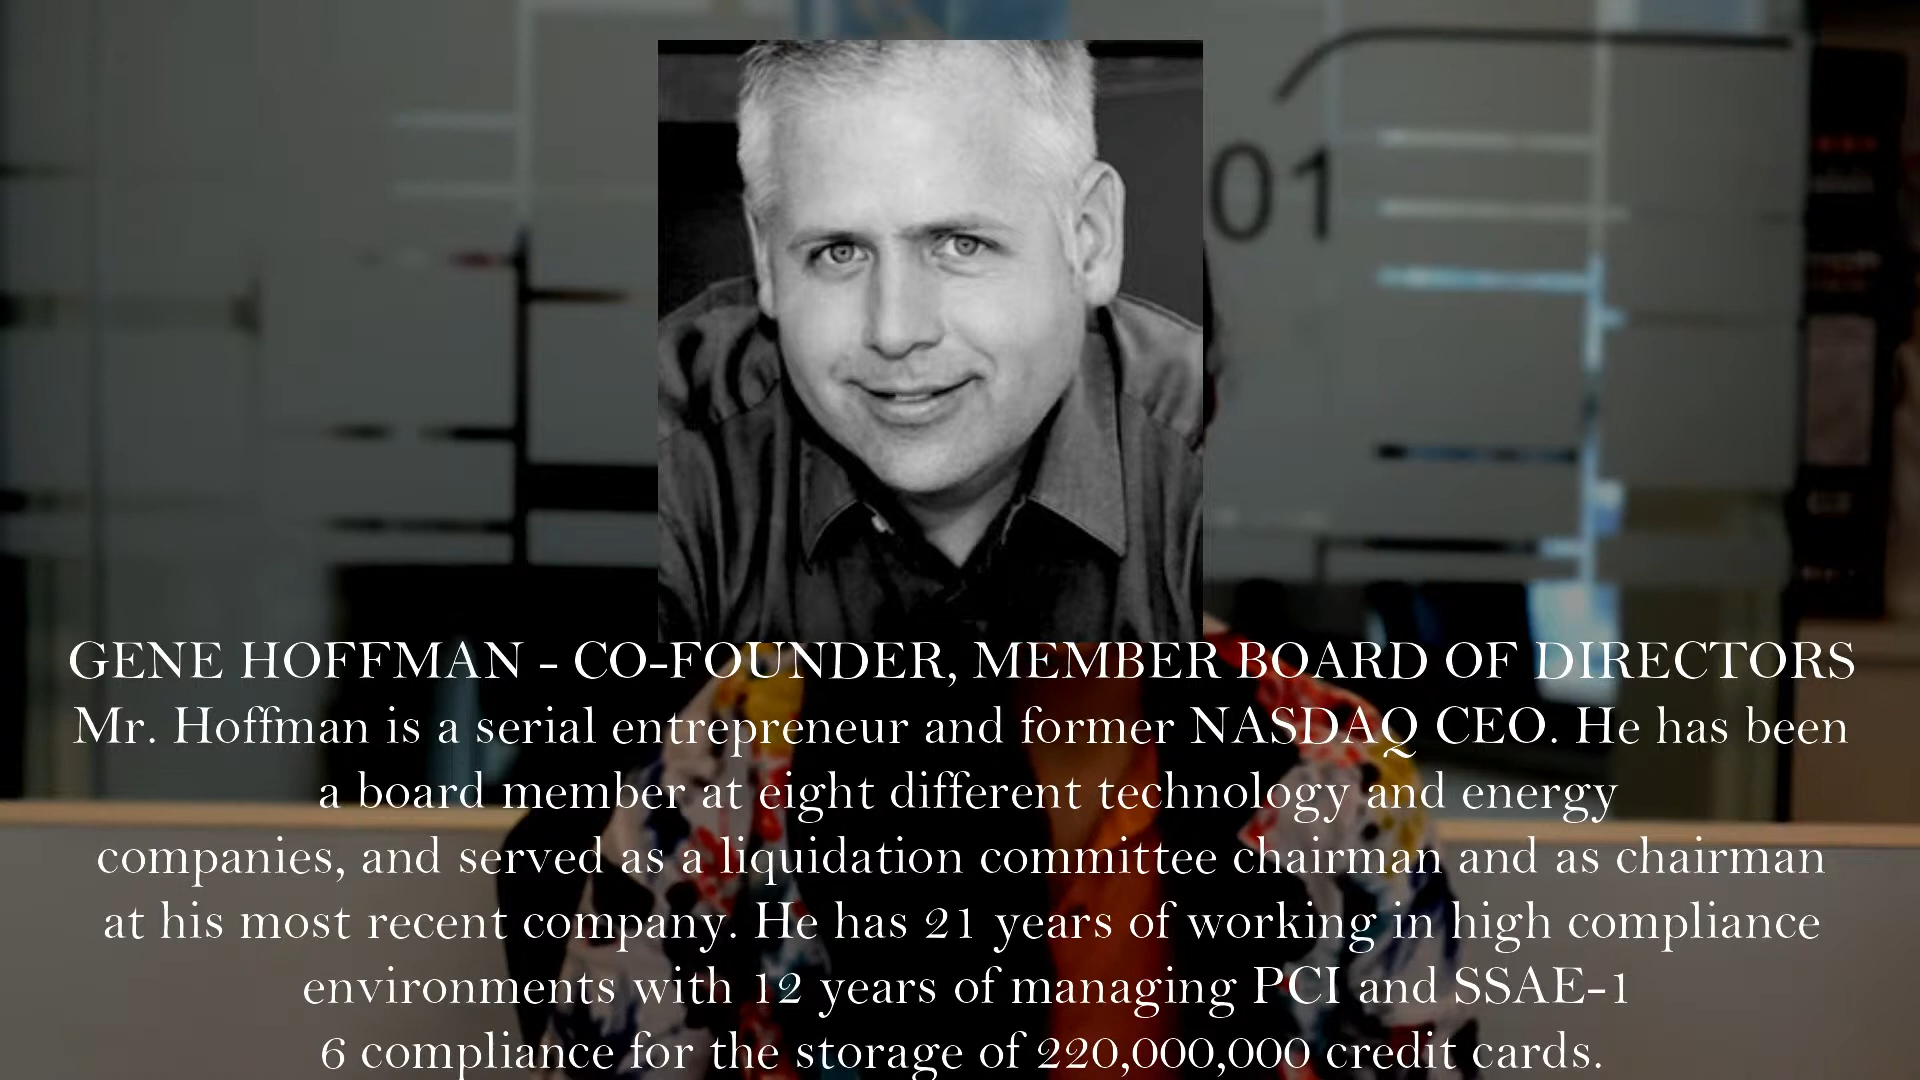 01
GENE HOFFMAN - CO-FOUNDER, MEMBER BOARD OF DIRECTORS
Mr. Hoffman is a serial entrepreneur and former NASDAQ CEO. He has been
a board member at eight different technology and energy
companies, and served as a liquidation committee chairman and as chairman
at his most recent company. He has 21 years of working in high compliance
environments with 12 years of managing PCI and SSAE-1
6 compliance for the storage of 220,000,000 credit cards.